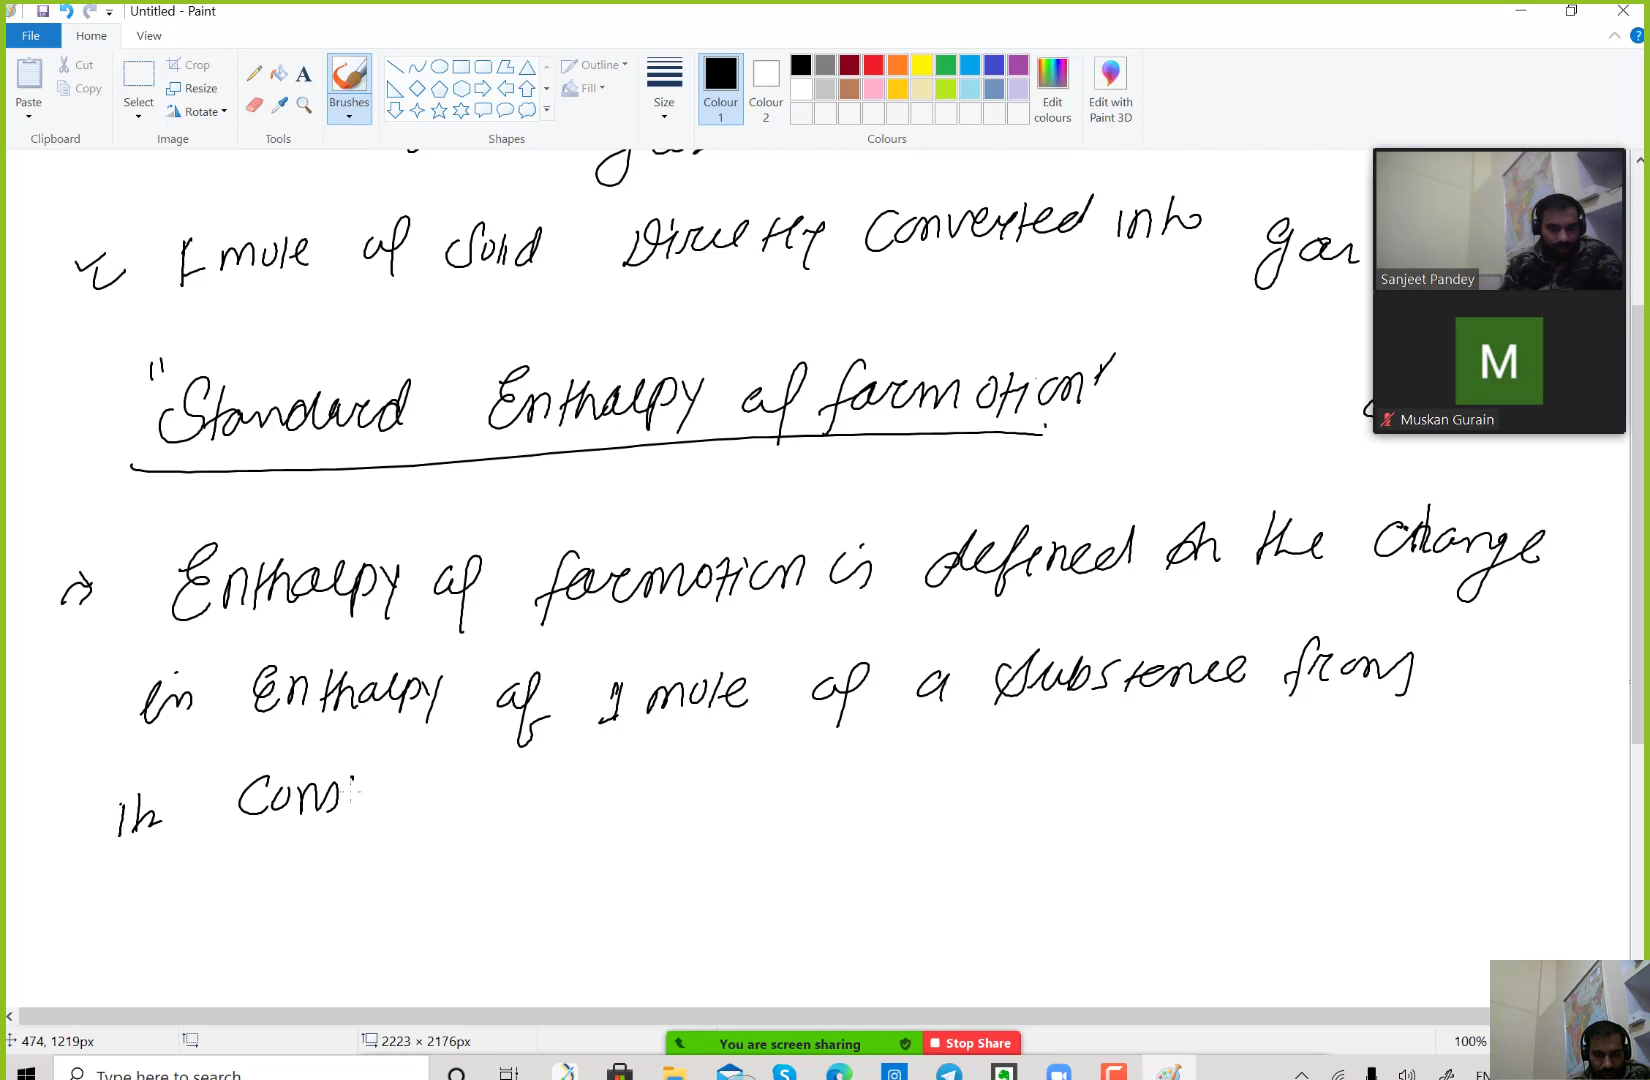 Untitled - Paint
File Home View
Cut
Copy
Paste
Clipboard
Crop
Resize
Rotate
Select
Image
A
Tools
Brushes
Shapes
Outline
Fill
Size
Colour 1
Colour 2
Colours
Edit colours
Edit with Paint 3D
?
1 mole of Solid Directly Converted into gas
"Standard Enthalpy of formation"
Enthalpy of formation is defined as the change
in Enthalpy of 1 mole of a Substence from
Cons
Sanjeet Pandey
M
Muskan Gurain
474, 1219px
2223 × 2176px
You are screen sharing
Stop Share
100%
Type here to search